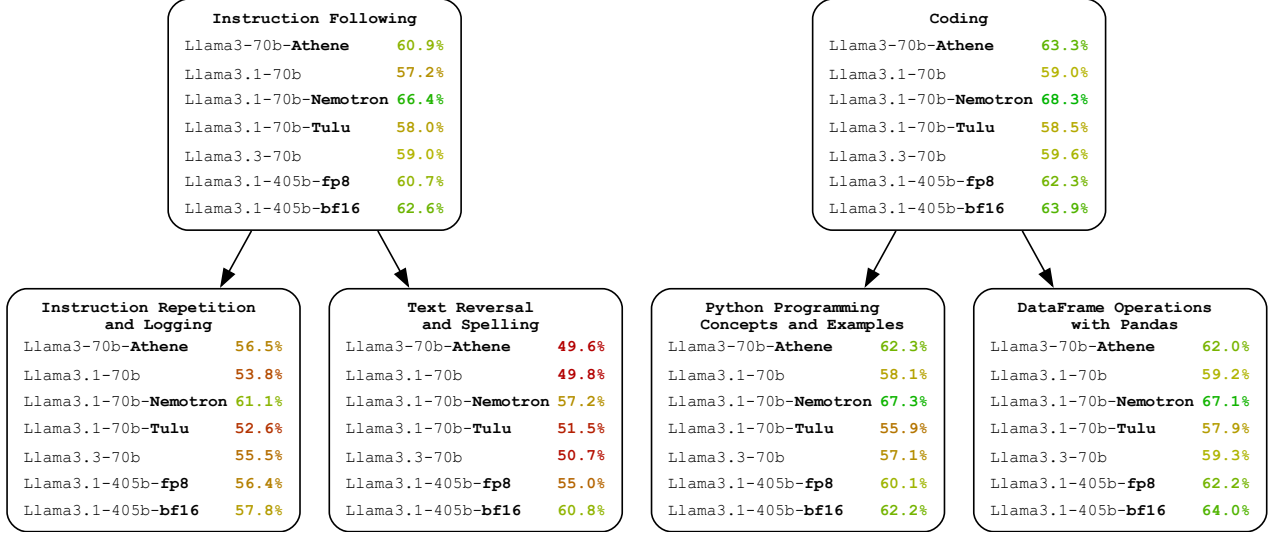 Instruction Following
Llama3-70b-Athene 60.9%
Llama3.1-70b 57.2%
Llama3.1-70b-Nemotron 66.4%
Llama3.1-70b-Tulu 58.0%
Llama3.3-70b 59.0%
Llama3.1-405b-fp8 60.7%
Llama3.1-405b-bf16 62.6%
Coding
Llama3-70b-Athene 63.3%
Llama3.1-70b 59.0%
Llama3.1-70b-Nemotron 68.3%
Llama3.1-70b-Tulu 58.5%
Llama3.3-70b 59.6%
Llama3.1-405b-fp8 62.3%
Llama3.1-405b-bf16 63.9%
Instruction Repetition
and Logging
Llama3-70b-Athene 56.5%
Llama3.1-70b 53.8%
Llama3.1-70b-Nemotron 61.1%
Llama3.1-70b-Tulu 52.6%
Llama3.3-70b 55.5%
Llama3.1-405b-fp8 56.4%
Llama3.1-405b-bf16 57.8%
Text Reversal
and Spelling
Llama3-70b-Athene 49.6%
Llama3.1-70b 49.8%
Llama3.1-70b-Nemotron 57.2%
Llama3.1-70b-Tulu 51.5%
Llama3.3-70b 50.7%
Llama3.1-405b-fp8 55.0%
Llama3.1-405b-bf16 60.8%
Python Programming
Concepts and Examples
Llama3-70b-Athene 62.3%
Llama3.1-70b 58.1%
Llama3.1-70b-Nemotron 67.3%
Llama3.1-70b-Tulu 55.9%
Llama3.3-70b 57.1%
Llama3.1-405b-fp8 60.1%
Llama3.1-405b-bf16 62.2%
DataFrame Operations
with Pandas
Llama3-70b-Athene 62.0%
Llama3.1-70b 59.2%
Llama3.1-70b-Nemotron 67.1%
Llama3.1-70b-Tulu 57.9%
Llama3.3-70b 59.3%
Llama3.1-405b-fp8 62.2%
Llama3.1-405b-bf16 64.0%